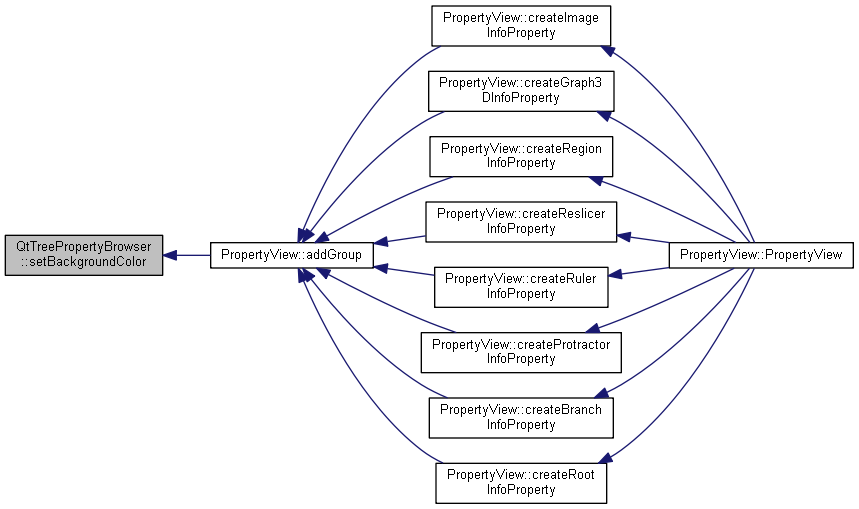 PropertyView::createImage
InfoProperty
PropertyView::createGraph3
DInfoProperty
PropertyView::createRegion
InfoProperty
PropertyView::createReslicer
InfoProperty
QtTreePropertyBrowser
::setBackgroundColor
PropertyView::addGroup
PropertyView::PropertyView
PropertyView::createRuler
InfoProperty
PropertyView::createProtractor
InfoProperty
PropertyView::createBranch
InfoProperty
PropertyView::createRoot
InfoProperty